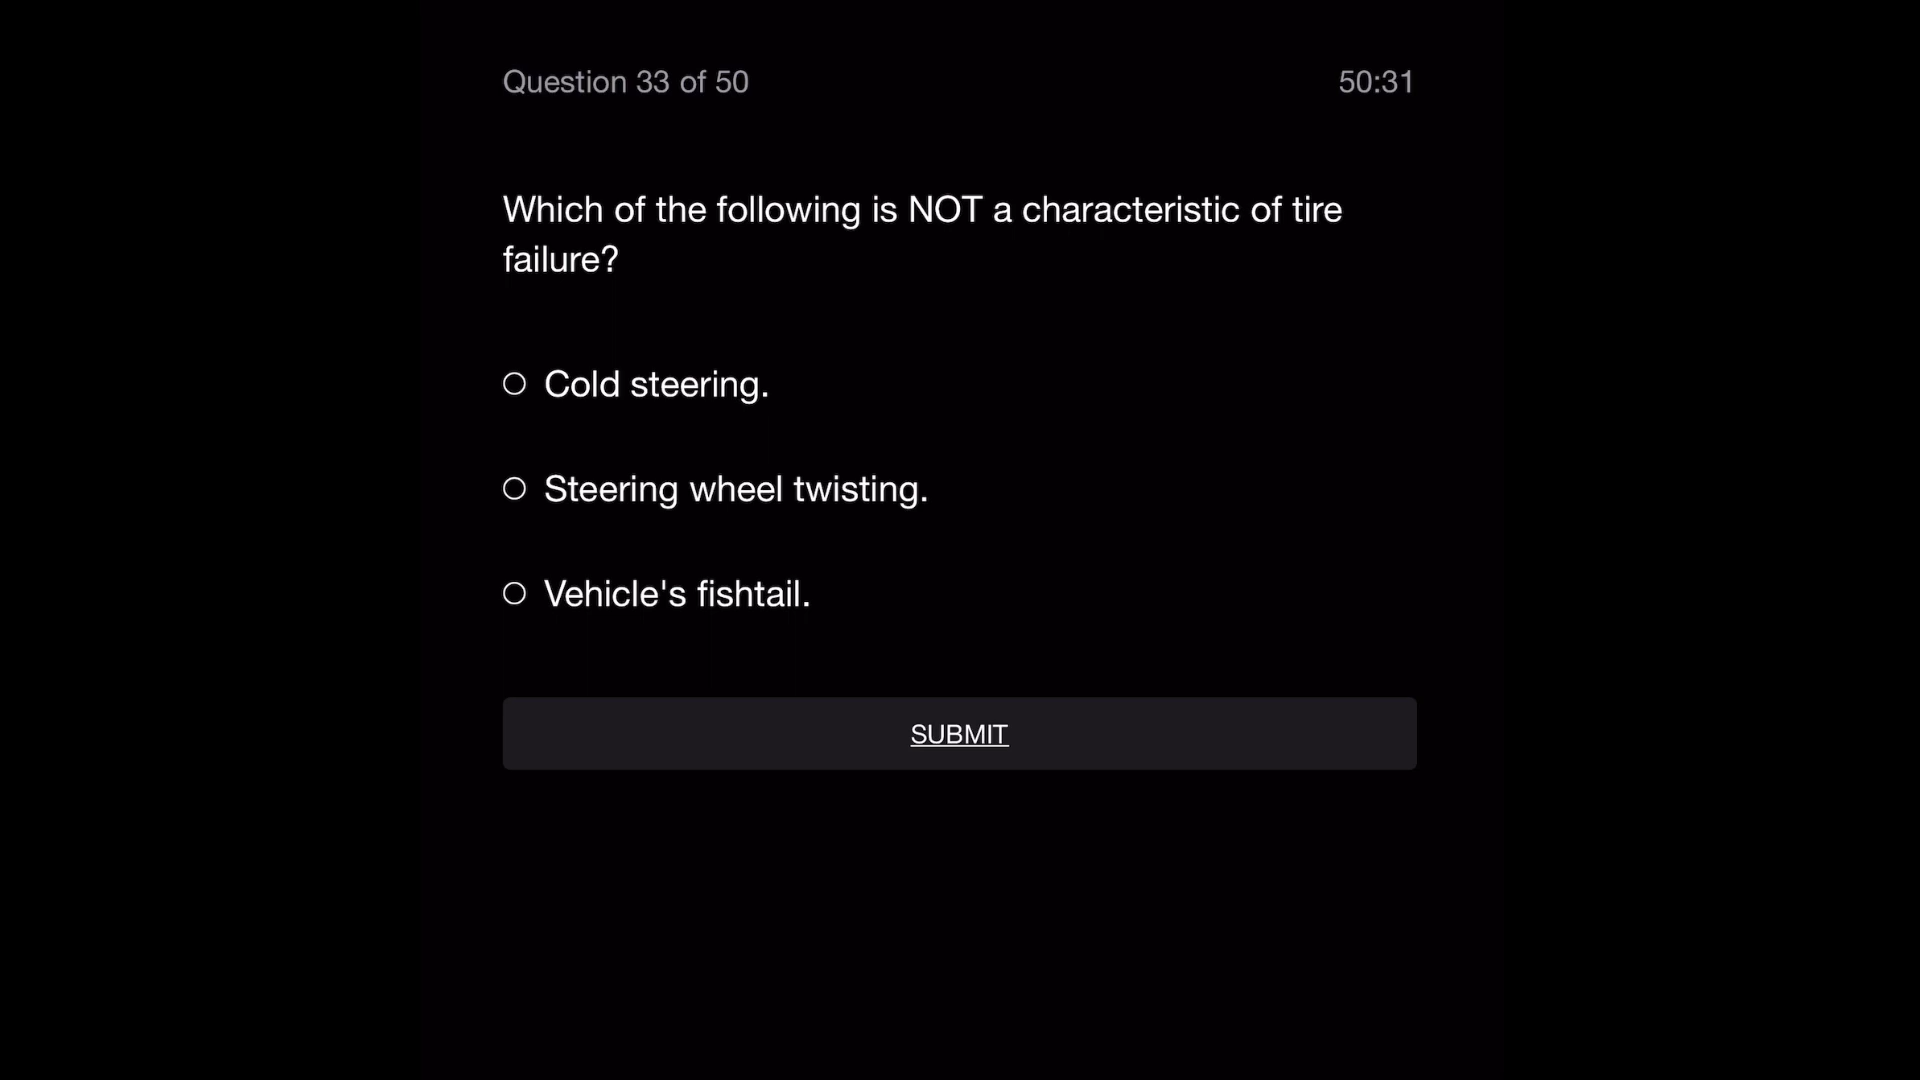 Question 33 of 50
50:31
Which of the following is NOT a characteristic of tire
failure?
Cold steering.
Steering wheel twisting.
Vehicle's fishtail.
SUBMIT